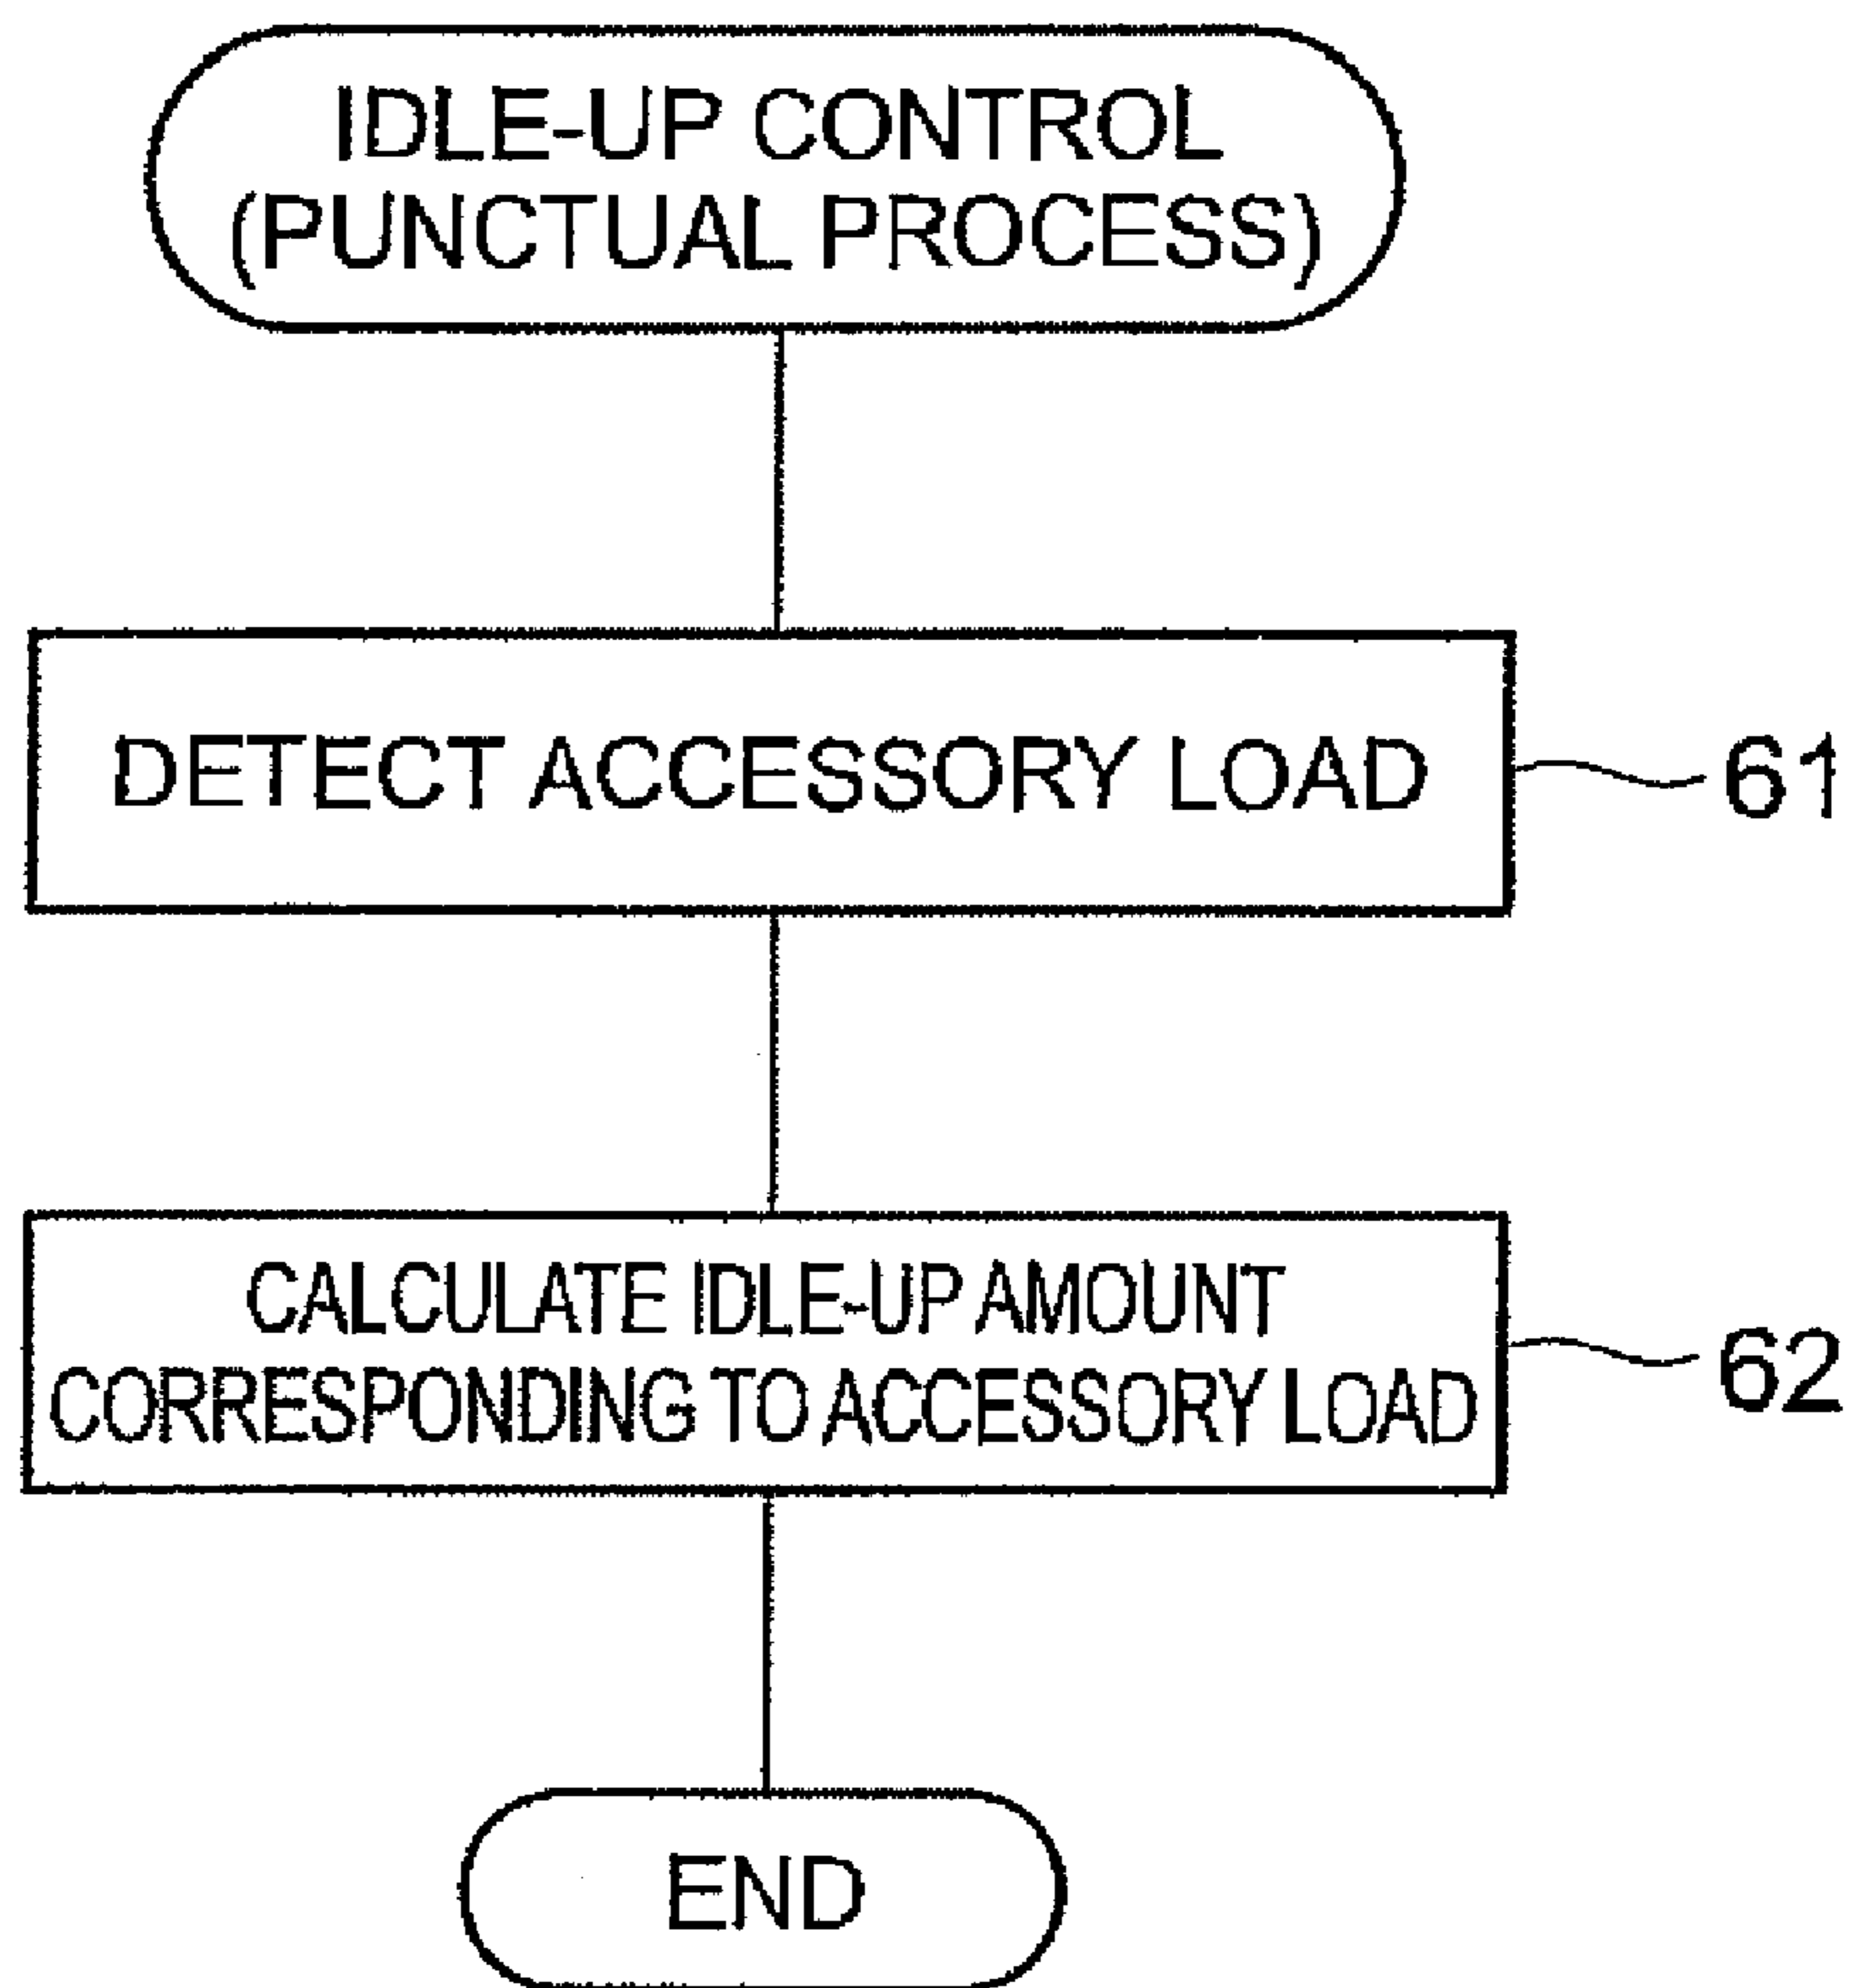 IDLE-UP CONTROL
(PUNCTUAL PROCESS)
DETECT ACCESSORY LOAD
61
CALCULATE IDLE-UP AMOUNT
CORRESPONDING TO ACCESSORY LOAD
62
END